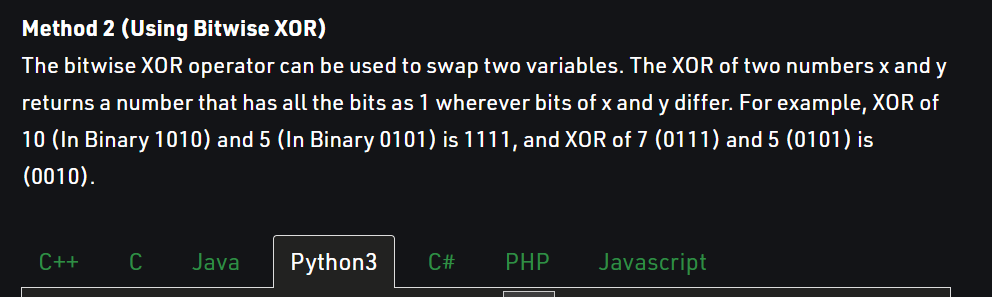 Method 2 (Using Bitwise XOR)
The bitwise XOR operator can be used to swap two variables. The XOR of two numbers x and y
returns a number that has all the bits as 1 wherever bits of x and y differ. For example, XOR of
10 (In Binary 1010) and 5 (In Binary 0101) is 1111, and XOR of 7 (0111) and 5 (0101) is
(0010).
C++ C Java Python3 C# PHP Javascript